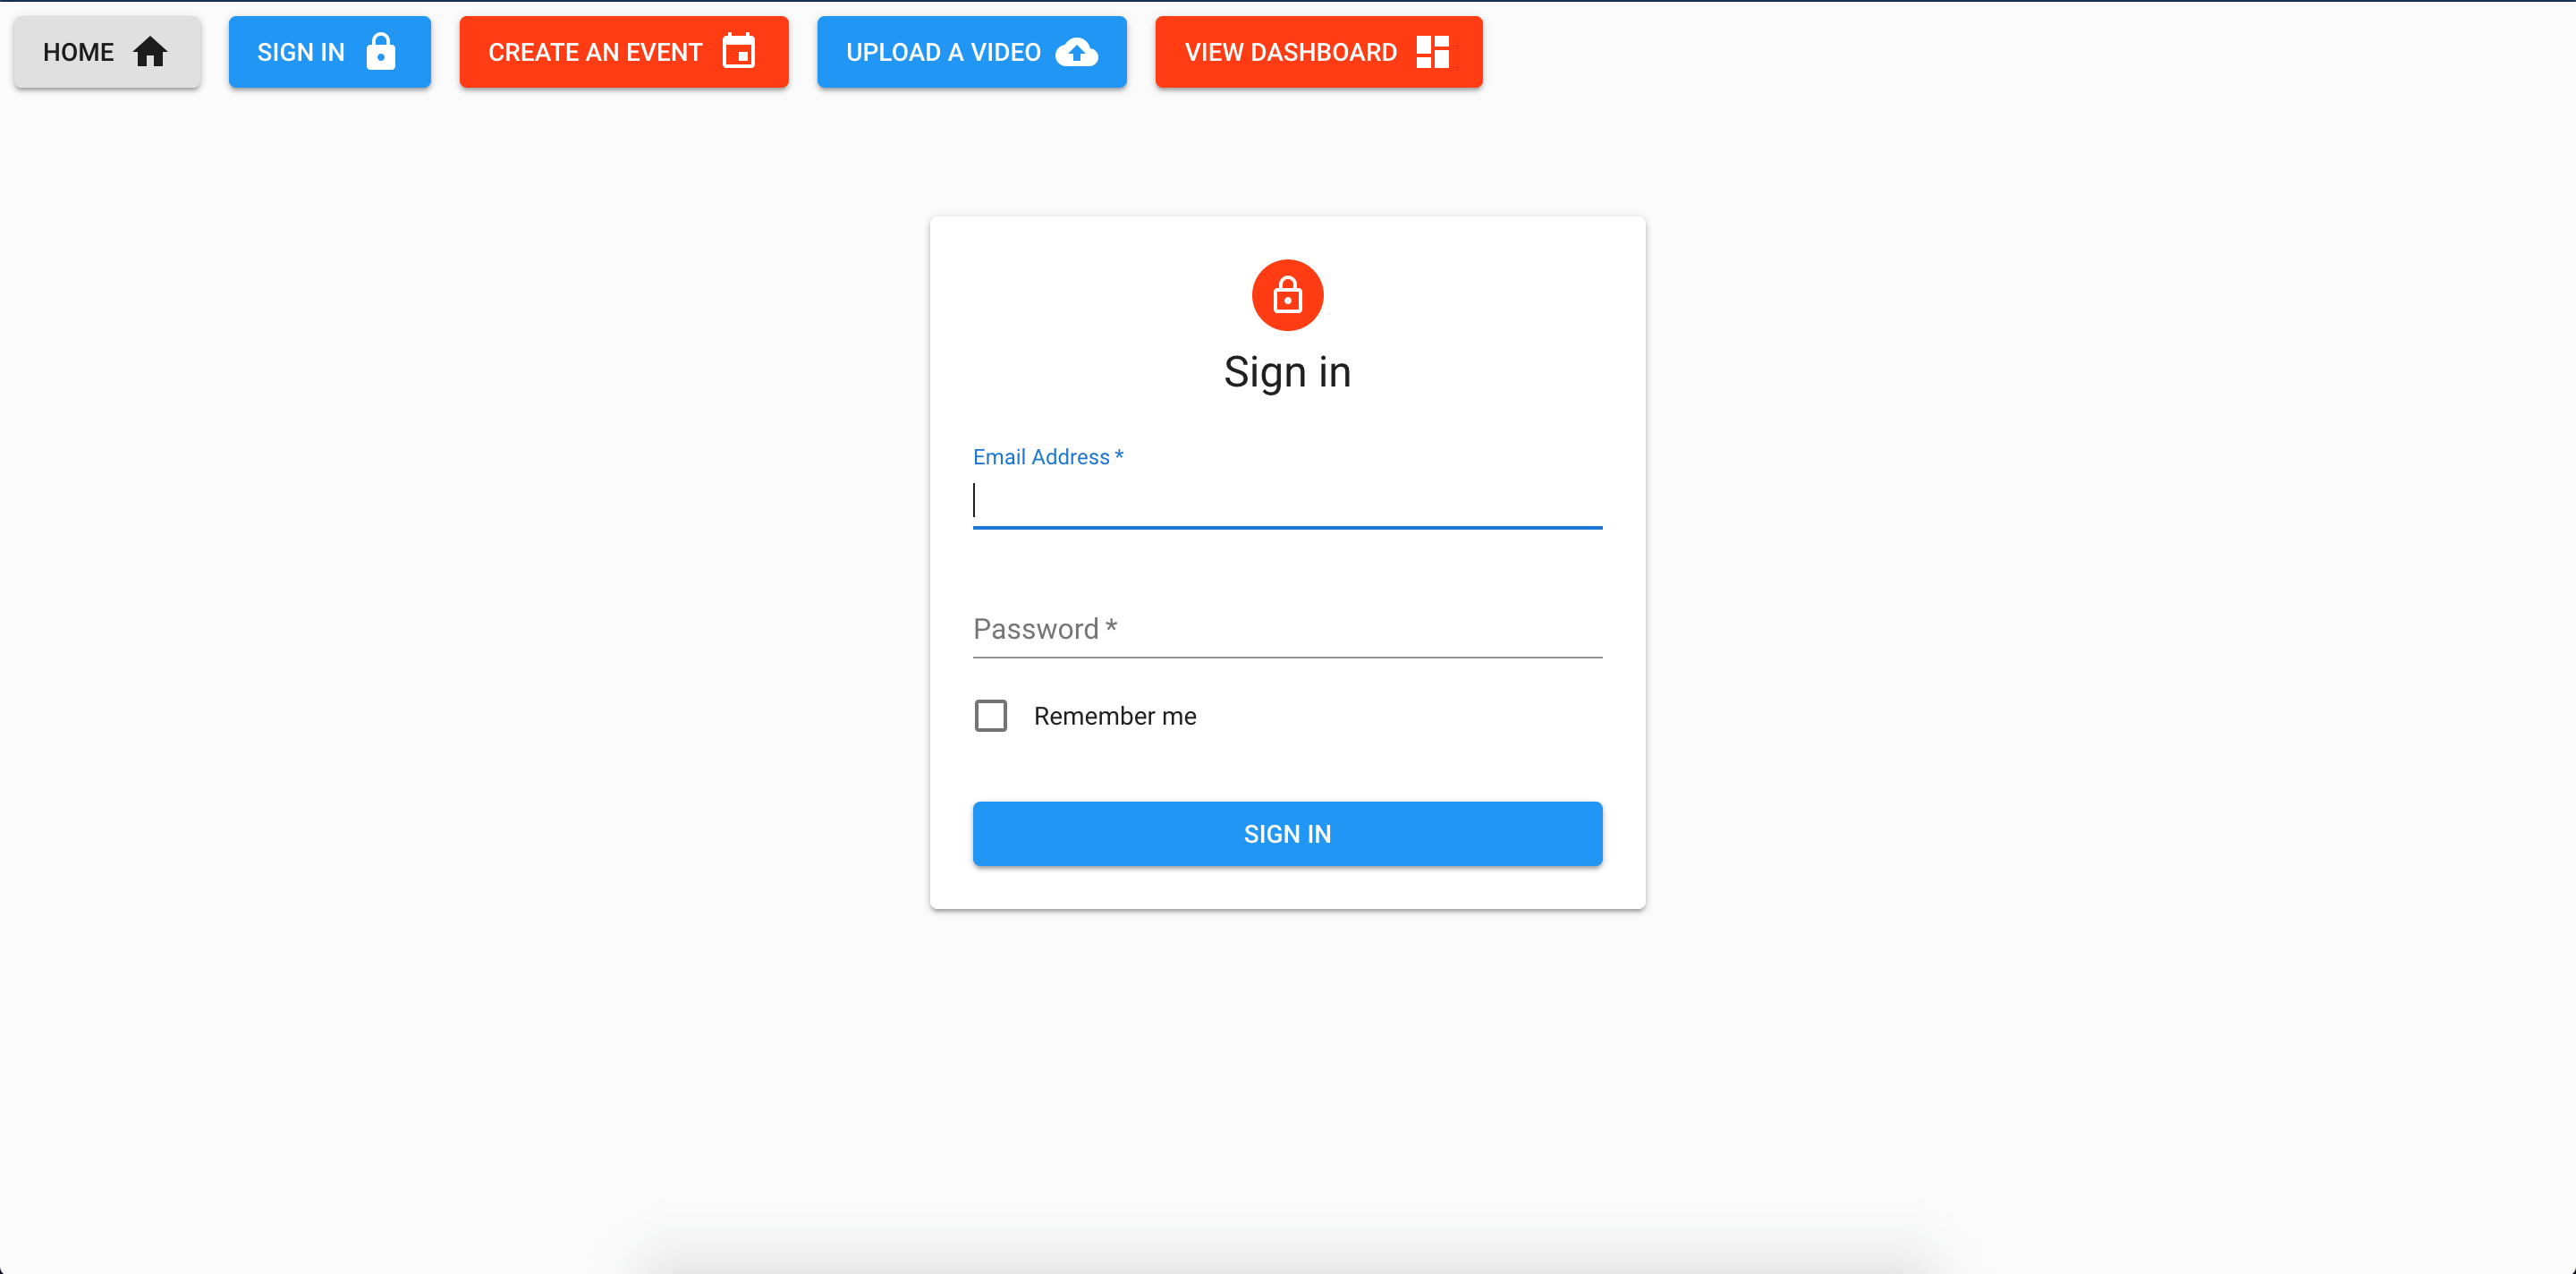 HOME SIGN IN CREATE AN EVENT UPLOAD A VIDEO VIEW DASHBOARD
Sign in
Email Address *
Password *
Remember me
SIGN IN